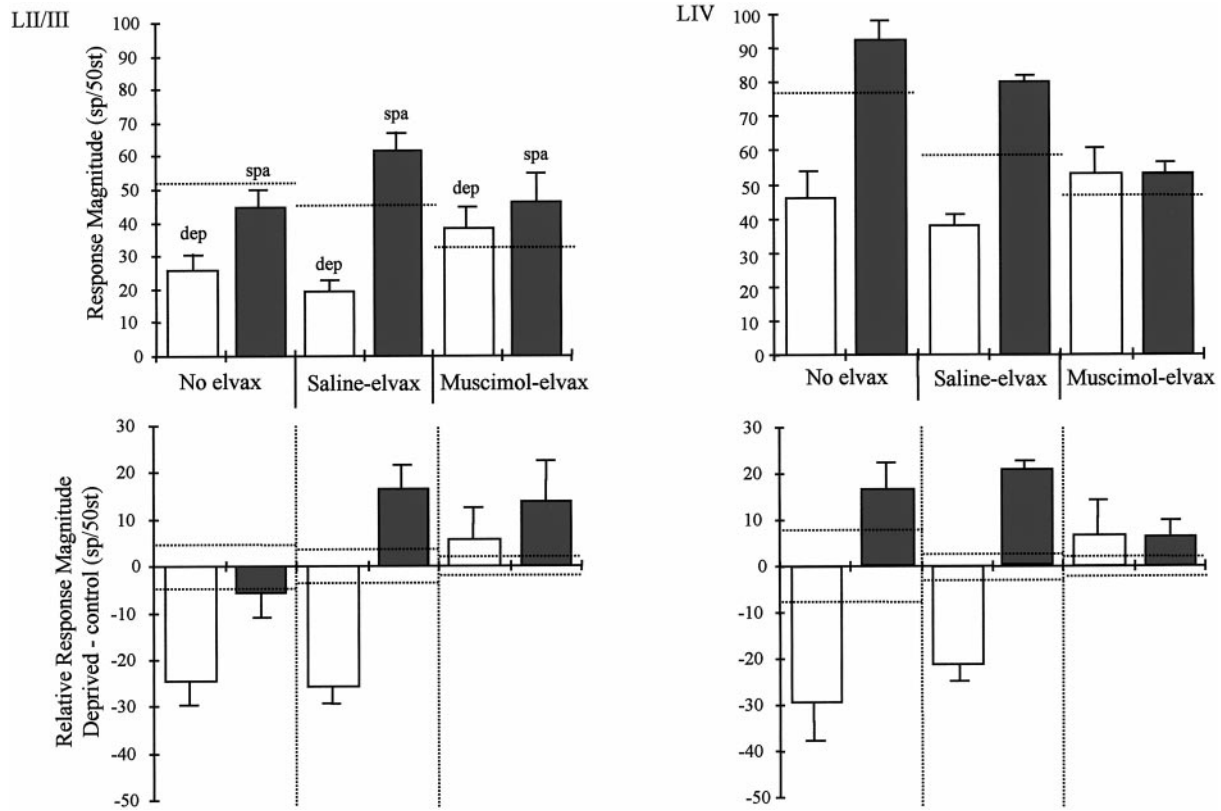 LII/III
Response Magnitude (sp/50st)
100
90
80
70
60
50
40
30
20
10
0
dep
spa
dep
spa
dep
spa
No elvax
Saline-elvax
Muscimol-elvax
LIV
100
90
80
70
60
50
40
30
20
10
0
No elvax
Saline-elvax
Muscimol-elvax
Relative Response Magnitude
Deprived - control (sp/50st)
30
20
10
0
-10
-20
-30
-40
-50
30
20
10
0
-10
-20
-30
-40
-50